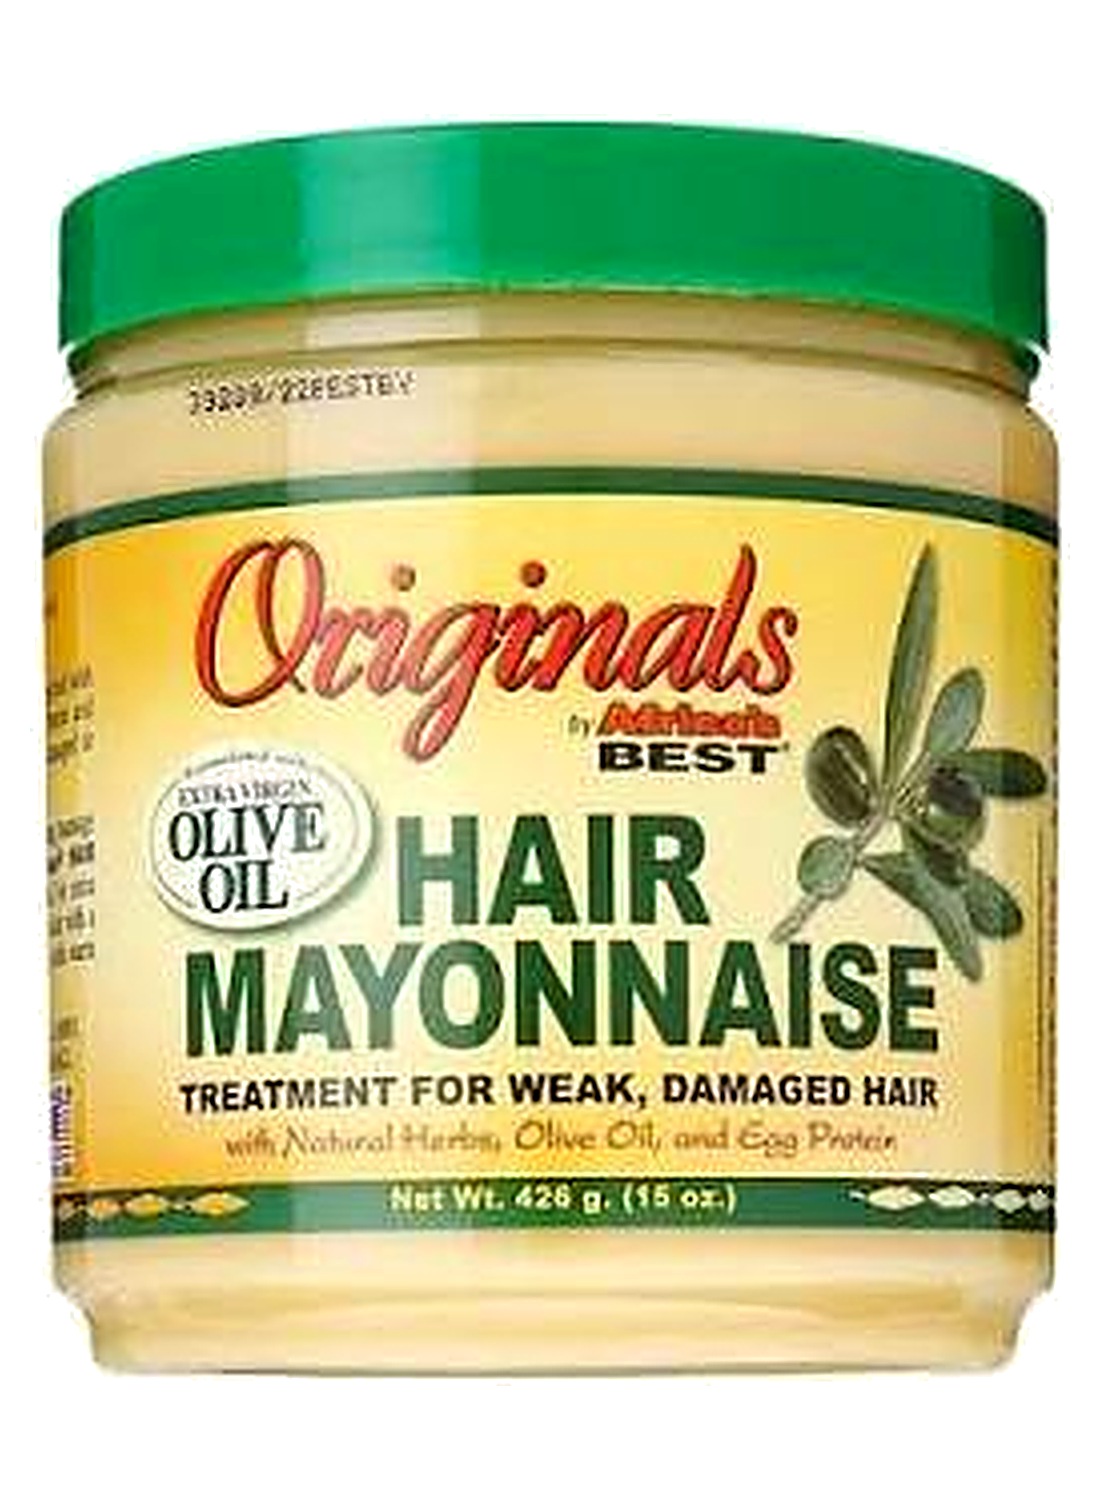 Originals
by Africa's
BEST
EXTRA VIRGIN
OLIVE
OIL
HAIR
MAYONNAISE
TREATMENT FOR WEAK, DAMAGED HAIR
with Natural Herbs, Olive Oil, and Egg Protein
Net Wt. 426 g. (15 oz.)